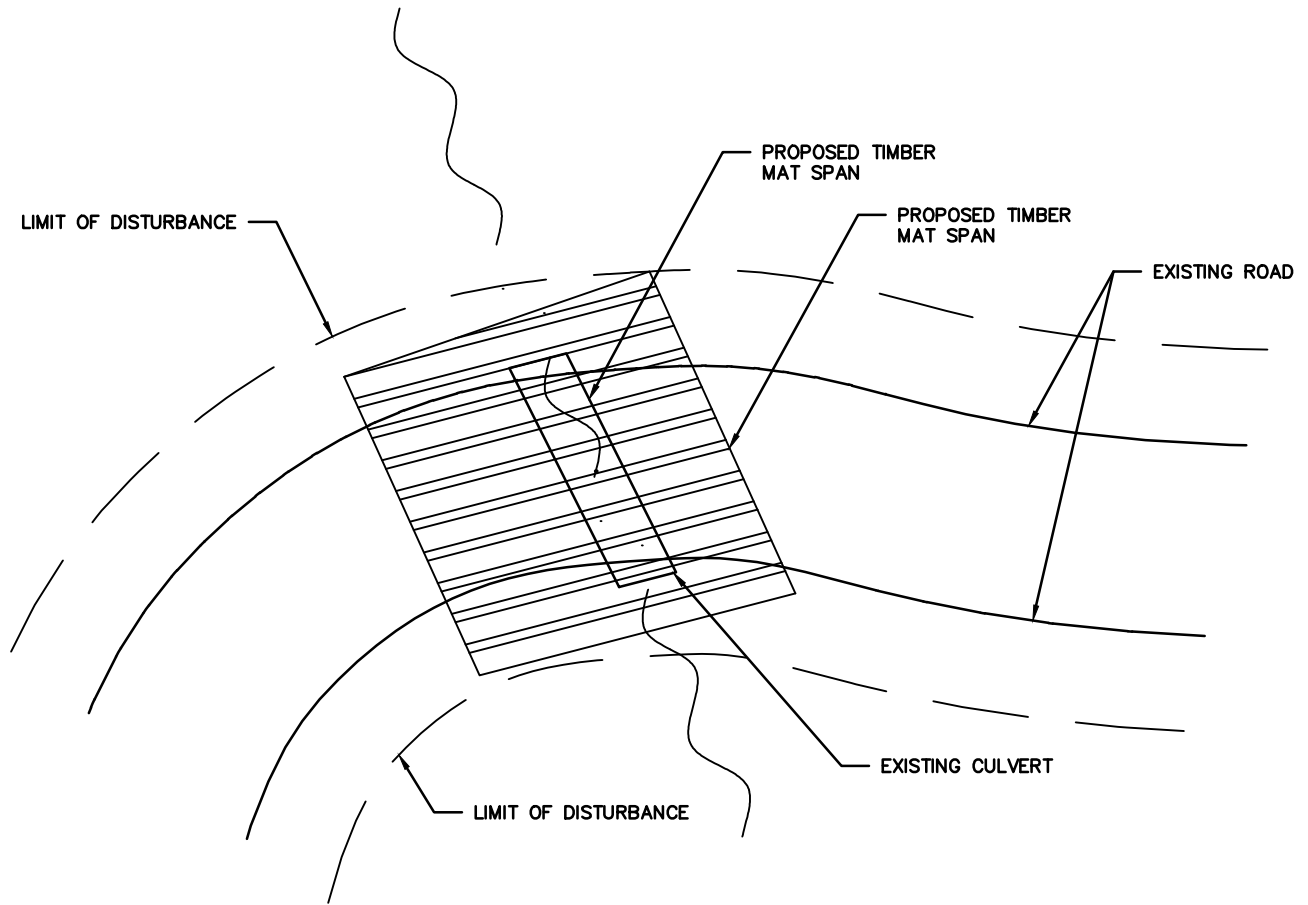 PROPOSED TIMBER
MAT SPAN
LIMIT OF DISTURBANCE
PROPOSED TIMBER
MAT SPAN
EXISTING ROAD
EXISTING CULVERT
LIMIT OF DISTURBANCE